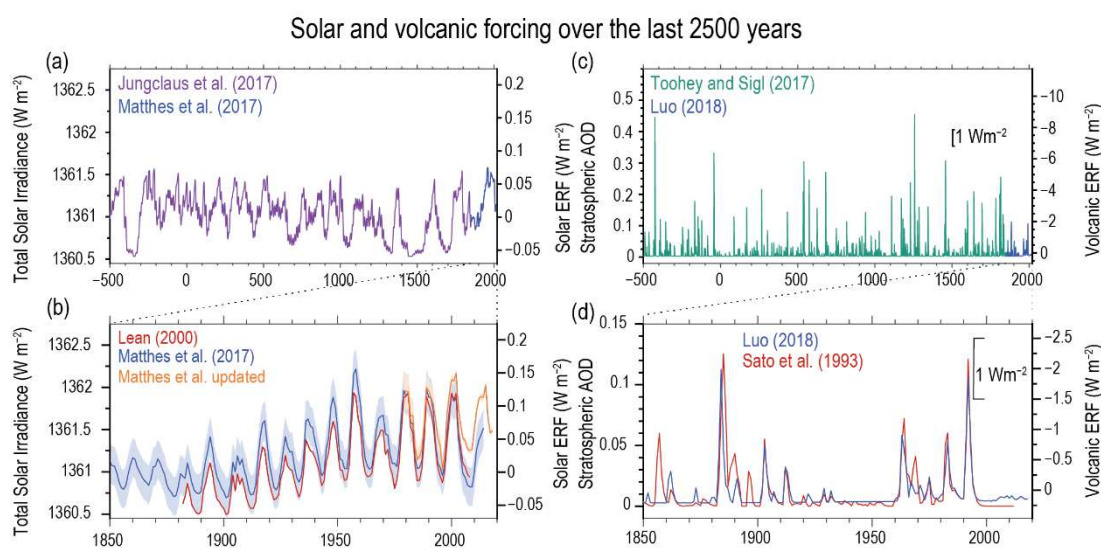 Solar and volcanic forcing over the last 2500 years
(a)
Jungclaus et al. (2017)
Matthes et al. (2017)
Total Solar Irradiance (W m⁻²)
1362.5
1362
1361.5
1361
1360.5
0.2
0.15
0.1
0.05
0
−0.05
Solar ERF (W m⁻²)
−500 0 500 1000 1500 2000
(c)
Toohey and Sigl (2017)
Luo (2018)
[1 Wm⁻²
Stratospheric AOD
0.5
0.4
0.3
0.2
0.1
0
−10
−8
−6
−4
−2
0
Volcanic ERF (W m⁻²)
−500 0 500 1000 1500 2000
(b)
Lean (2000)
Matthes et al. (2017)
Matthes et al. updated
Total Solar Irradiance (W m⁻²)
1362.5
1362
1361.5
1361
1360.5
0.2
0.15
0.1
0.05
0
−0.05
Solar ERF (W m⁻²)
1850 1900 1950 2000
(d)
Luo (2018)
Sato et al. (1993)
1 Wm⁻²
Stratospheric AOD
0.15
0.1
0.05
0
−2.5
−2
−1.5
−1
−0.5
0
Volcanic ERF (W m⁻²)
1850 1900 1950 2000